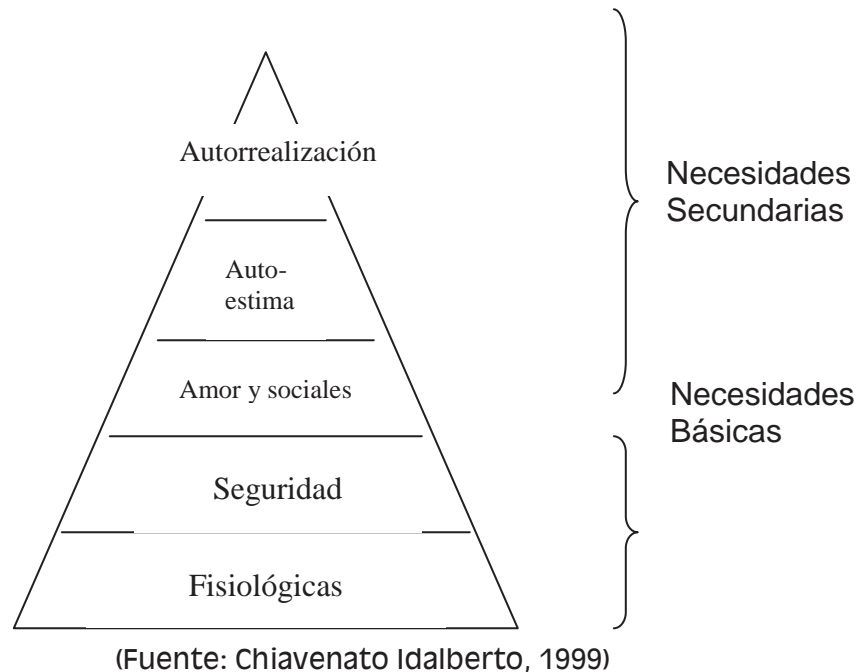 Autorrealización
Necesidades
Secundarias
Auto-
estima
Amor y sociales
Necesidades
Básicas
Seguridad
Fisiológicas
(Fuente: Chiavenato Idalberto, 1999)